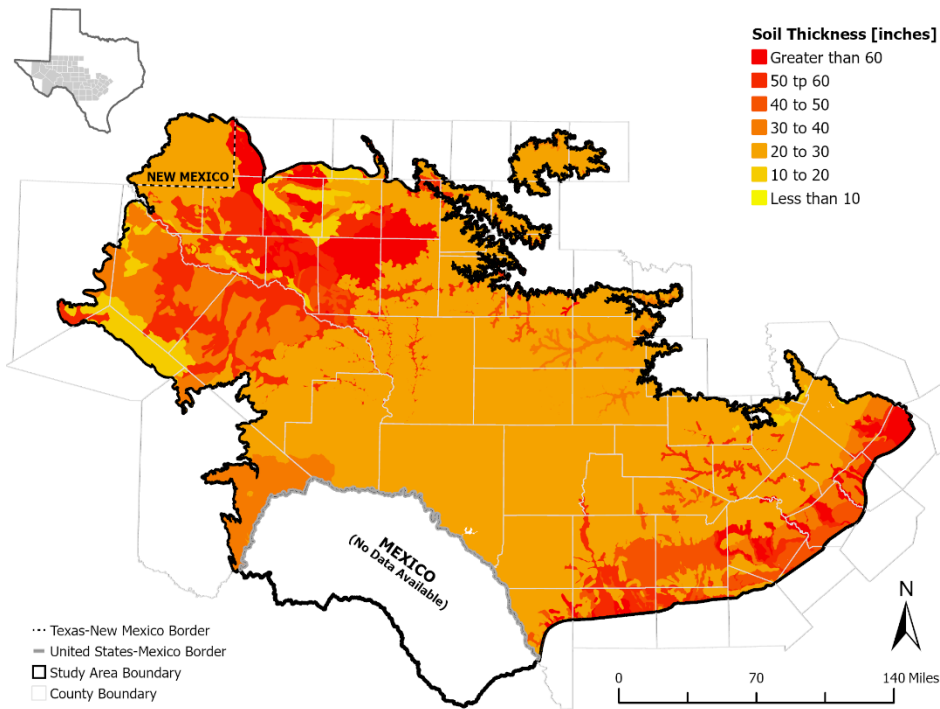 Soil Thickness [inches]
Greater than 60
50 tp 60
40 to 50
30 to 40
20 to 30
10 to 20
Less than 10
NEW MEXICO
MEXICO
(No Data Available)
N
Texas-New Mexico Border
United States-Mexico Border
Study Area Boundary
County Boundary
0 70 140 Miles